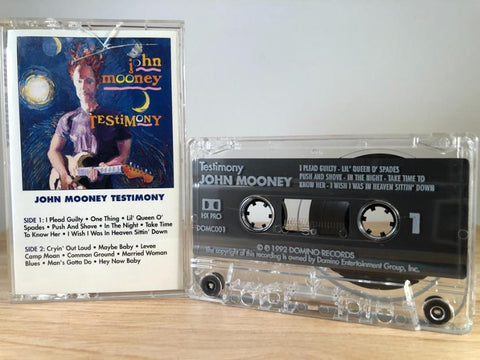 john
mooney
TESTiMONY
JOHN MOONEY TESTIMONY
SIDE 1: I Plead Guilty • One Thing • Lil' Queen O'
Spades • Push And Shove • In The Night • Take Time
To Know Her • I Wish I Was In Heaven Sittin' Down
SIDE 2: Cryin' Out Loud • Maybe Baby • Levee
Camp Moan • Common Ground • Married Woman
Blues • Man's Gotta Do • Hey Now Baby
Testimony
JOHN MOONEY
I PLEAD GUILTY - LIL' QUEEN O' SPADES
PUSH AND SHOVE - IN THE NIGHT - TAKE TIME TO
KNOW HER - I WISH I WAS IN HEAVEN SITTIN' DOWN
HX PRO
DOMC003
1
℗ © 1992 DOMINO RECORDS
The copyright of this recording is owned by Domino Entertainment Group, Inc.